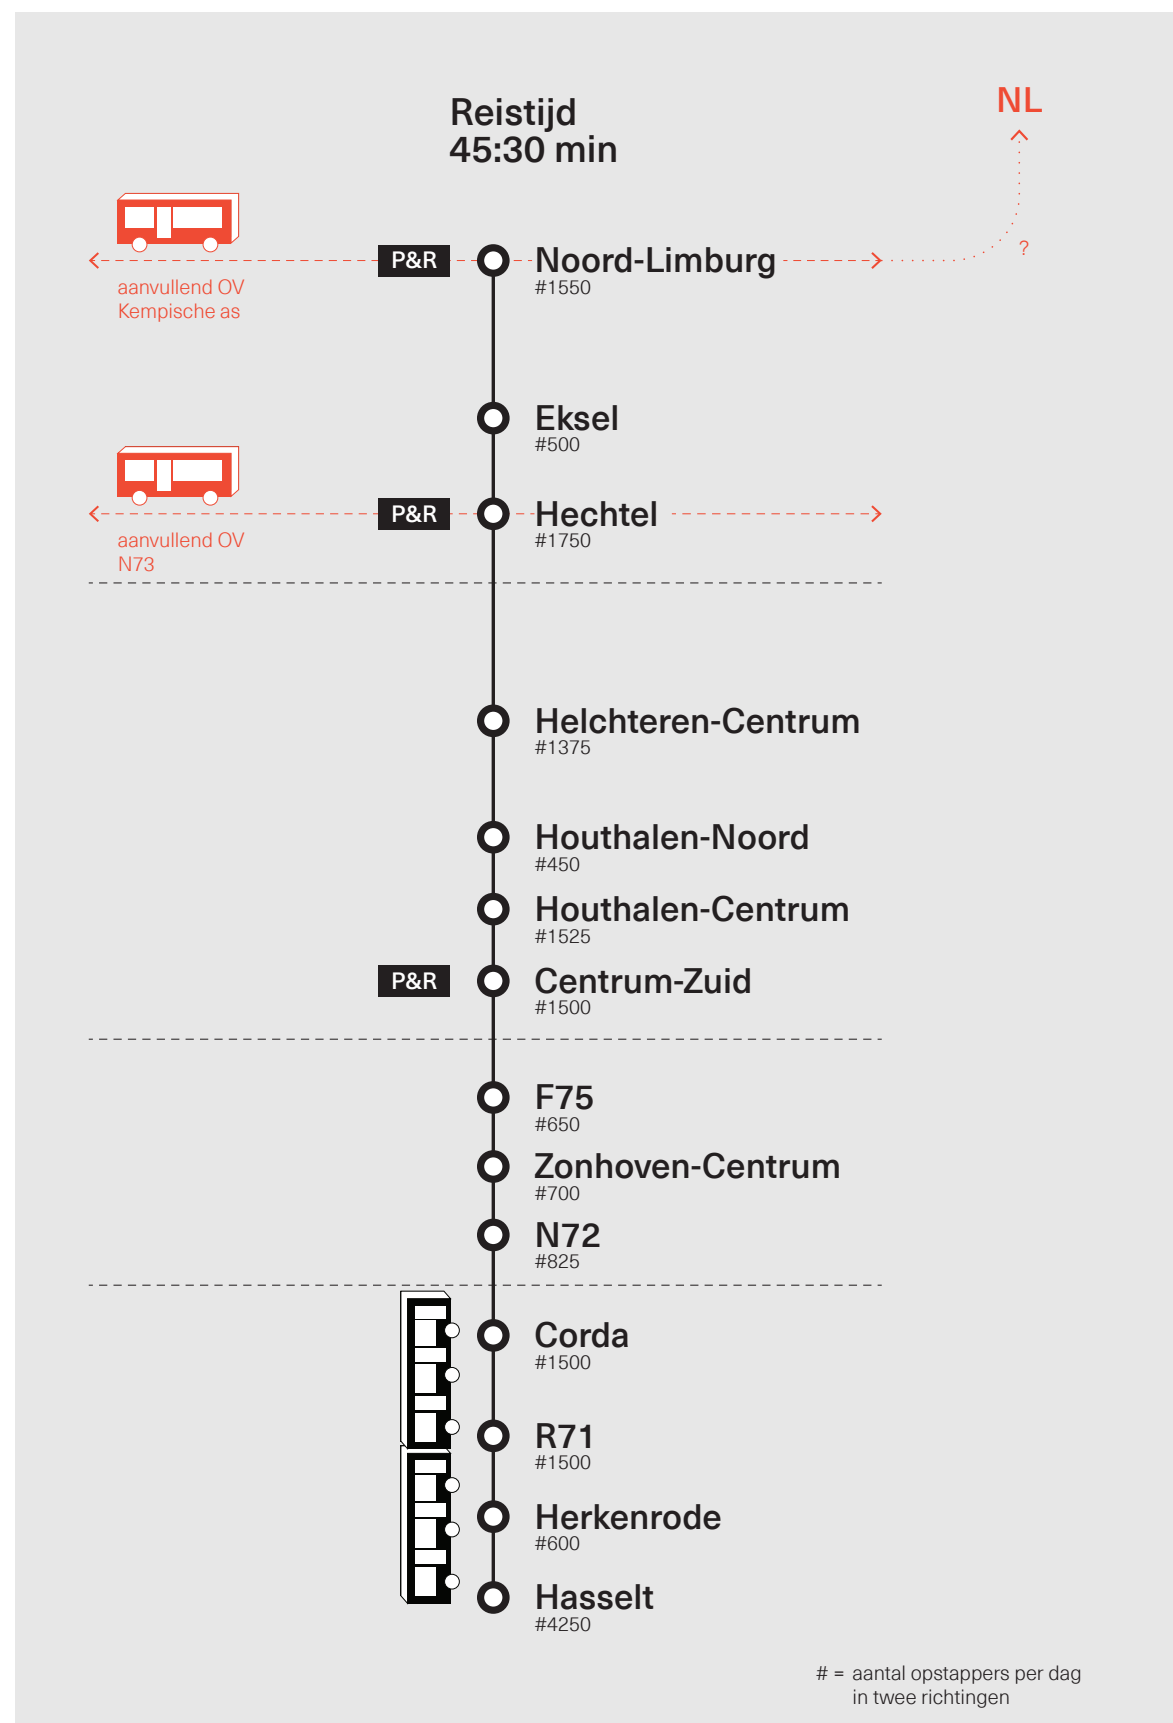 Reistijd
45:30 min
NL
?
P&R
Noord-Limburg
#1550
aanvullend OV
Kempische as
Eksel
#500
P&R
Hechtel
#1750
aanvullend OV
N73
Helchteren-Centrum
#1375
Houthalen-Noord
#450
Houthalen-Centrum
#1525
P&R
Centrum-Zuid
#1500
F75
#650
Zonhoven-Centrum
#700
N72
#825
Corda
#1500
R71
#1500
Herkenrode
#600
Hasselt
#4250
# = aantal opstappers per dag
in twee richtingen